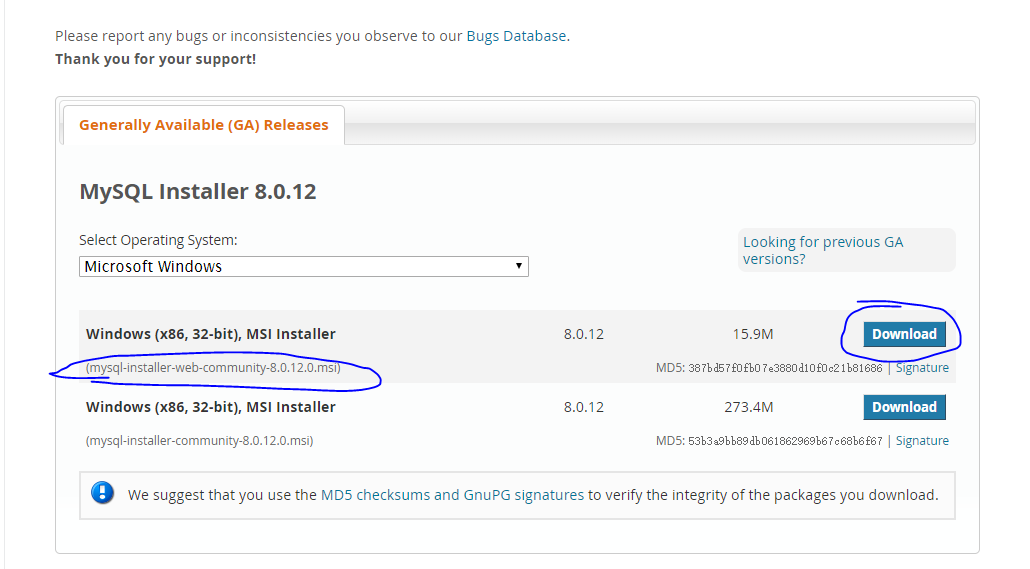 Please report any bugs or inconsistencies you observe to our Bugs Database.
Thank you for your support!
Generally Available (GA) Releases
MySQL Installer 8.0.12
Select Operating System:
Microsoft Windows
Looking for previous GA
versions?
Windows (x86, 32-bit), MSI Installer 8.0.12 15.9M Download
(mysql-installer-web-community-8.0.12.0.msi) MD5: 387bd57f0fb07e3880d10f0c21b81686 | Signature
Windows (x86, 32-bit), MSI Installer 8.0.12 273.4M Download
(mysql-installer-community-8.0.12.0.msi) MD5: 53b3a9bb89db061862969b67c68b6f67 | Signature
We suggest that you use the MD5 checksums and GnuPG signatures to verify the integrity of the packages you download.